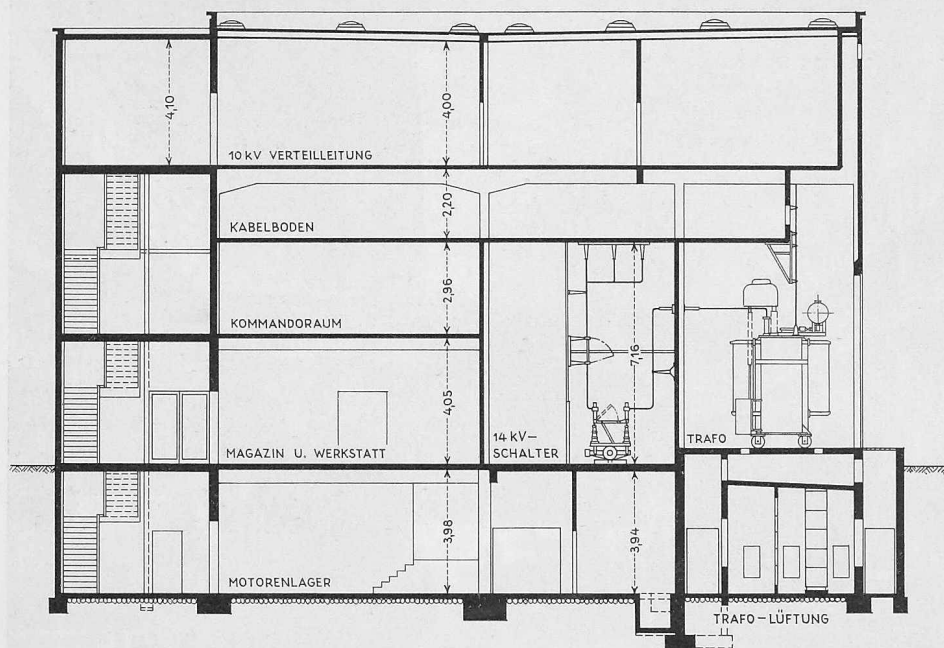 4,10
4,00
10 kV VERTEILLEITUNG
2,20
KABELBODEN
2,96
KOMMANDORAUM
4,05
7,16
MAGAZIN U. WERKSTATT
14 kV–
SCHALTER
TRAFO
3,98
3,94
MOTORENLAGER
TRAFO–LÜFTUNG